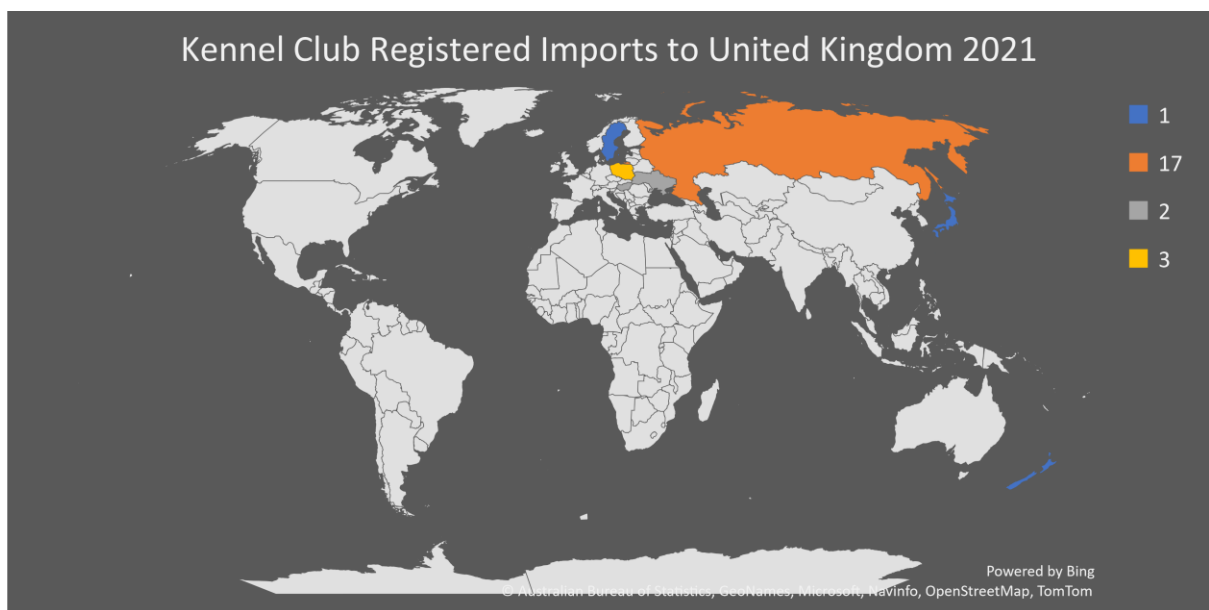 Kennel Club Registered Imports to United Kingdom 2021
1
17
2
3
Powered by Bing
© Australian Bureau of Statistics, GeoNames, Microsoft, Navinfo, OpenStreetMap, TomTom